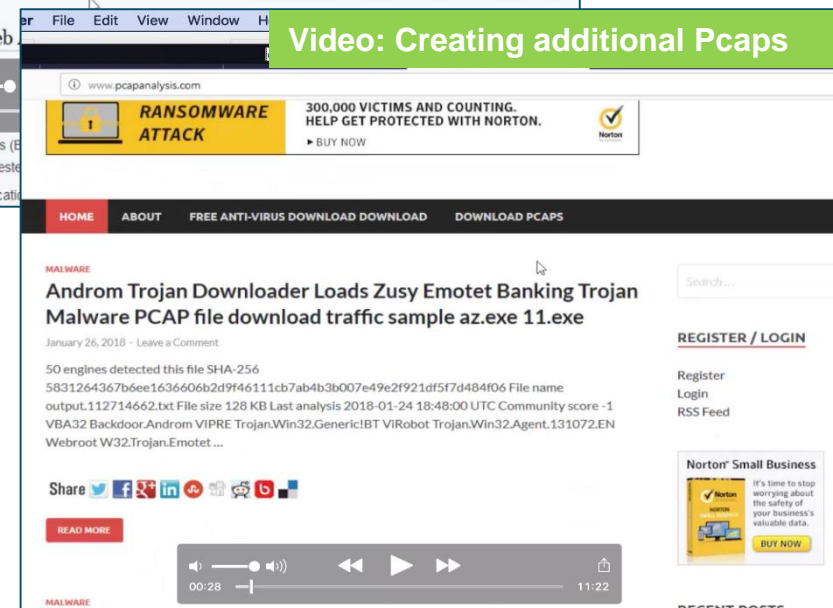 er File Edit View Window H
Video: Creating additional Pcaps
eb
s (E
este
catio
www.pcapanalysis.com
RANSOMWARE
ATTACK
300,000 VICTIMS AND COUNTING.
HELP GET PROTECTED WITH NORTON.
▸ BUY NOW
Norton
HOME ABOUT FREE ANTI-VIRUS DOWNLOAD DOWNLOAD DOWNLOAD PCAPS
MALWARE
Androm Trojan Downloader Loads Zusy Emotet Banking Trojan
Malware PCAP file download traffic sample az.exe 11.exe
January 26, 2018 - Leave a Comment
50 engines detected this file SHA-256
5831264367b6ee1636606b2d9f46111cb7ab4b3b007e49e2f921df5f7d484f06 File name
output.112714662.txt File size 128 KB Last analysis 2018-01-24 18:48:00 UTC Community score -1
VBA32 Backdoor.Androm VIPRE Trojan.Win32.Generic!BT ViRobot Trojan.Win32.Agent.131072.EN
Webroot W32.Trojan.Emotet ...
Share
READ MORE
00:28
11:22
MALWARE
Search ...
REGISTER / LOGIN
Register
Login
RSS Feed
Norton™ Small Business
Norton
It's time to stop
worrying about
the safety of
your business's
valuable data.
BUY NOW
RECENT POSTS